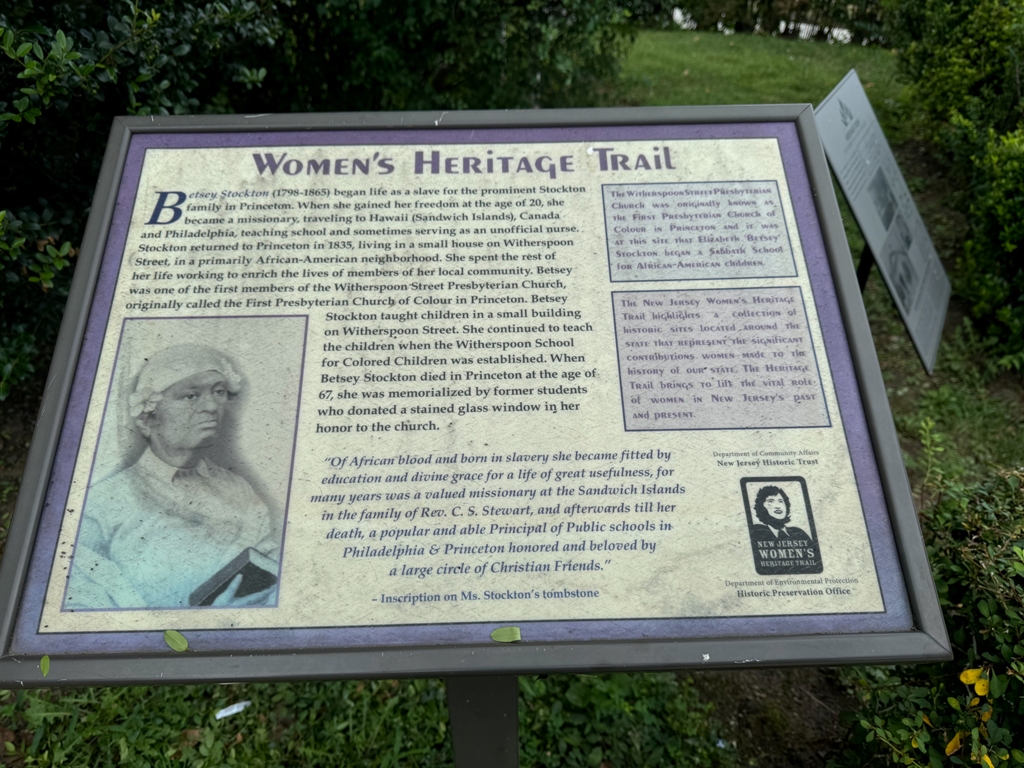 WOMEN'S HERITAGE TRAIL
Betsey Stockton (1798-1865) began life as a slave for the prominent Stockton
family in Princeton. When she gained her freedom at the age of 20, she
became a missionary, traveling to Hawaii (Sandwich Islands), Canada
and Philadelphia, teaching school and sometimes serving as an unofficial nurse.
Stockton returned to Princeton in 1835, living in a small house on Witherspoon
Street, in a primarily African-American neighborhood. She spent the rest of
her life working to enrich the lives of members of her local community. Betsey
was one of the first members of the Witherspoon Street Presbyterian Church,
originally called the First Presbyterian Church of Colour in Princeton. Betsey
Stockton taught children in a small building
on Witherspoon Street. She continued to teach
the children when the Witherspoon School
for Colored Children was established. When
Betsey Stockton died in Princeton at the age of
67, she was memorialized by former students
who donated a stained glass window in her
honor to the church.
"Of African blood and born in slavery she became fitted by
education and divine grace for a life of great usefulness, for
many years was a valued missionary at the Sandwich Islands
in the family of Rev. C. S. Stewart, and afterwards till her
death, a popular and able Principal of Public schools in
Philadelphia & Princeton honored and beloved by
a large circle of Christian Friends."
– Inscription on Ms. Stockton's tombstone
The Witherspoon Street Presbyterian
Church was originally known as
the First Presbyterian Church of
Colour in Princeton and it was
at this site that Elizabeth 'Betsey'
Stockton began a Sabbath School
for African-American children.
The New Jersey Women's Heritage
Trail highlights a collection of
historic sites located around the
state that represent the significant
contributions women made to the
history of our state. The Heritage
Trail brings to life the vital role
of women in New Jersey's past
and present.
Department of Community Affairs
New Jersey Historic Trust
NEW JERSEY
WOMEN'S
HERITAGE TRAIL
Department of Environmental Protection
Historic Preservation Office